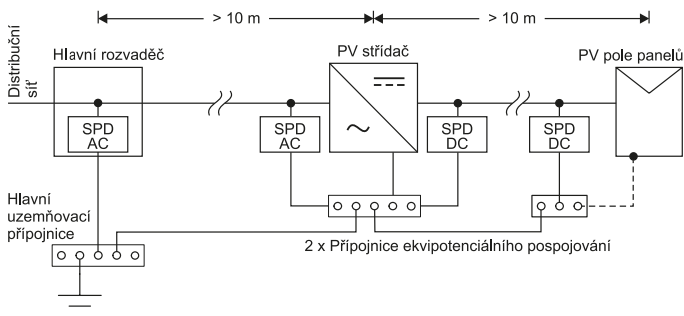 > 10 m
> 10 m
Distribuční
síť
Hlavní rozvaděč
PV střídač
PV pole panelů
SPD
AC
SPD
AC
SPD
DC
SPD
DC
Hlavní
uzemňovací
přípojnice
2 x Přípojnice ekvipotenciálního pospojování